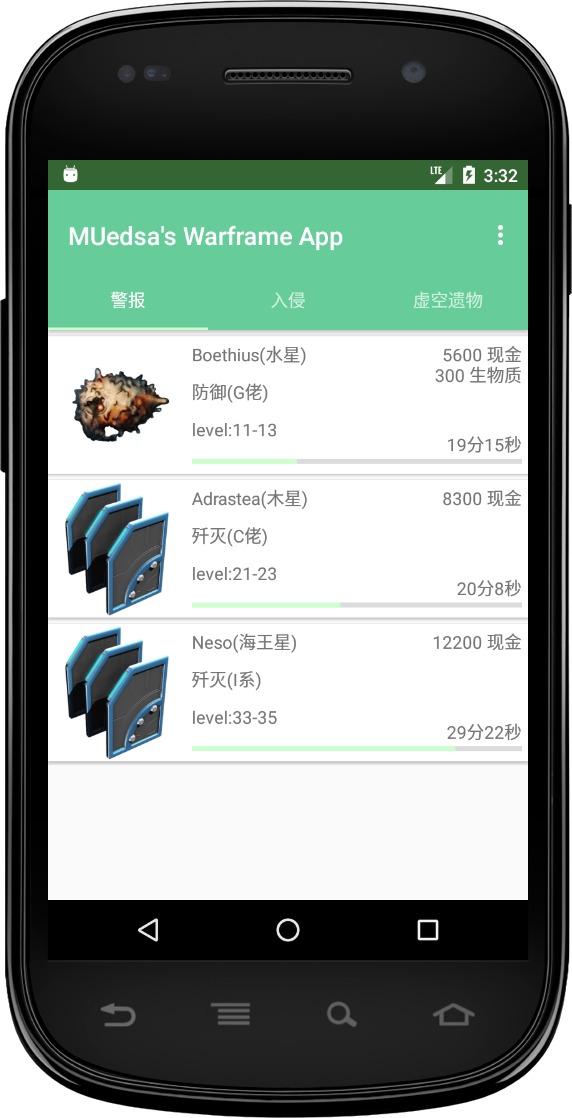 LTE 3:32
MUedsa's Warframe App
警报 入侵 虚空遗物
Boethius(水星) 5600 现金
300 生物质
防御(G佬)
level:11-13
19分15秒
Adrastea(木星) 8300 现金
歼灭(C佬)
level:21-23
20分8秒
Neso(海王星) 12200 现金
歼灭(I系)
level:33-35
29分22秒